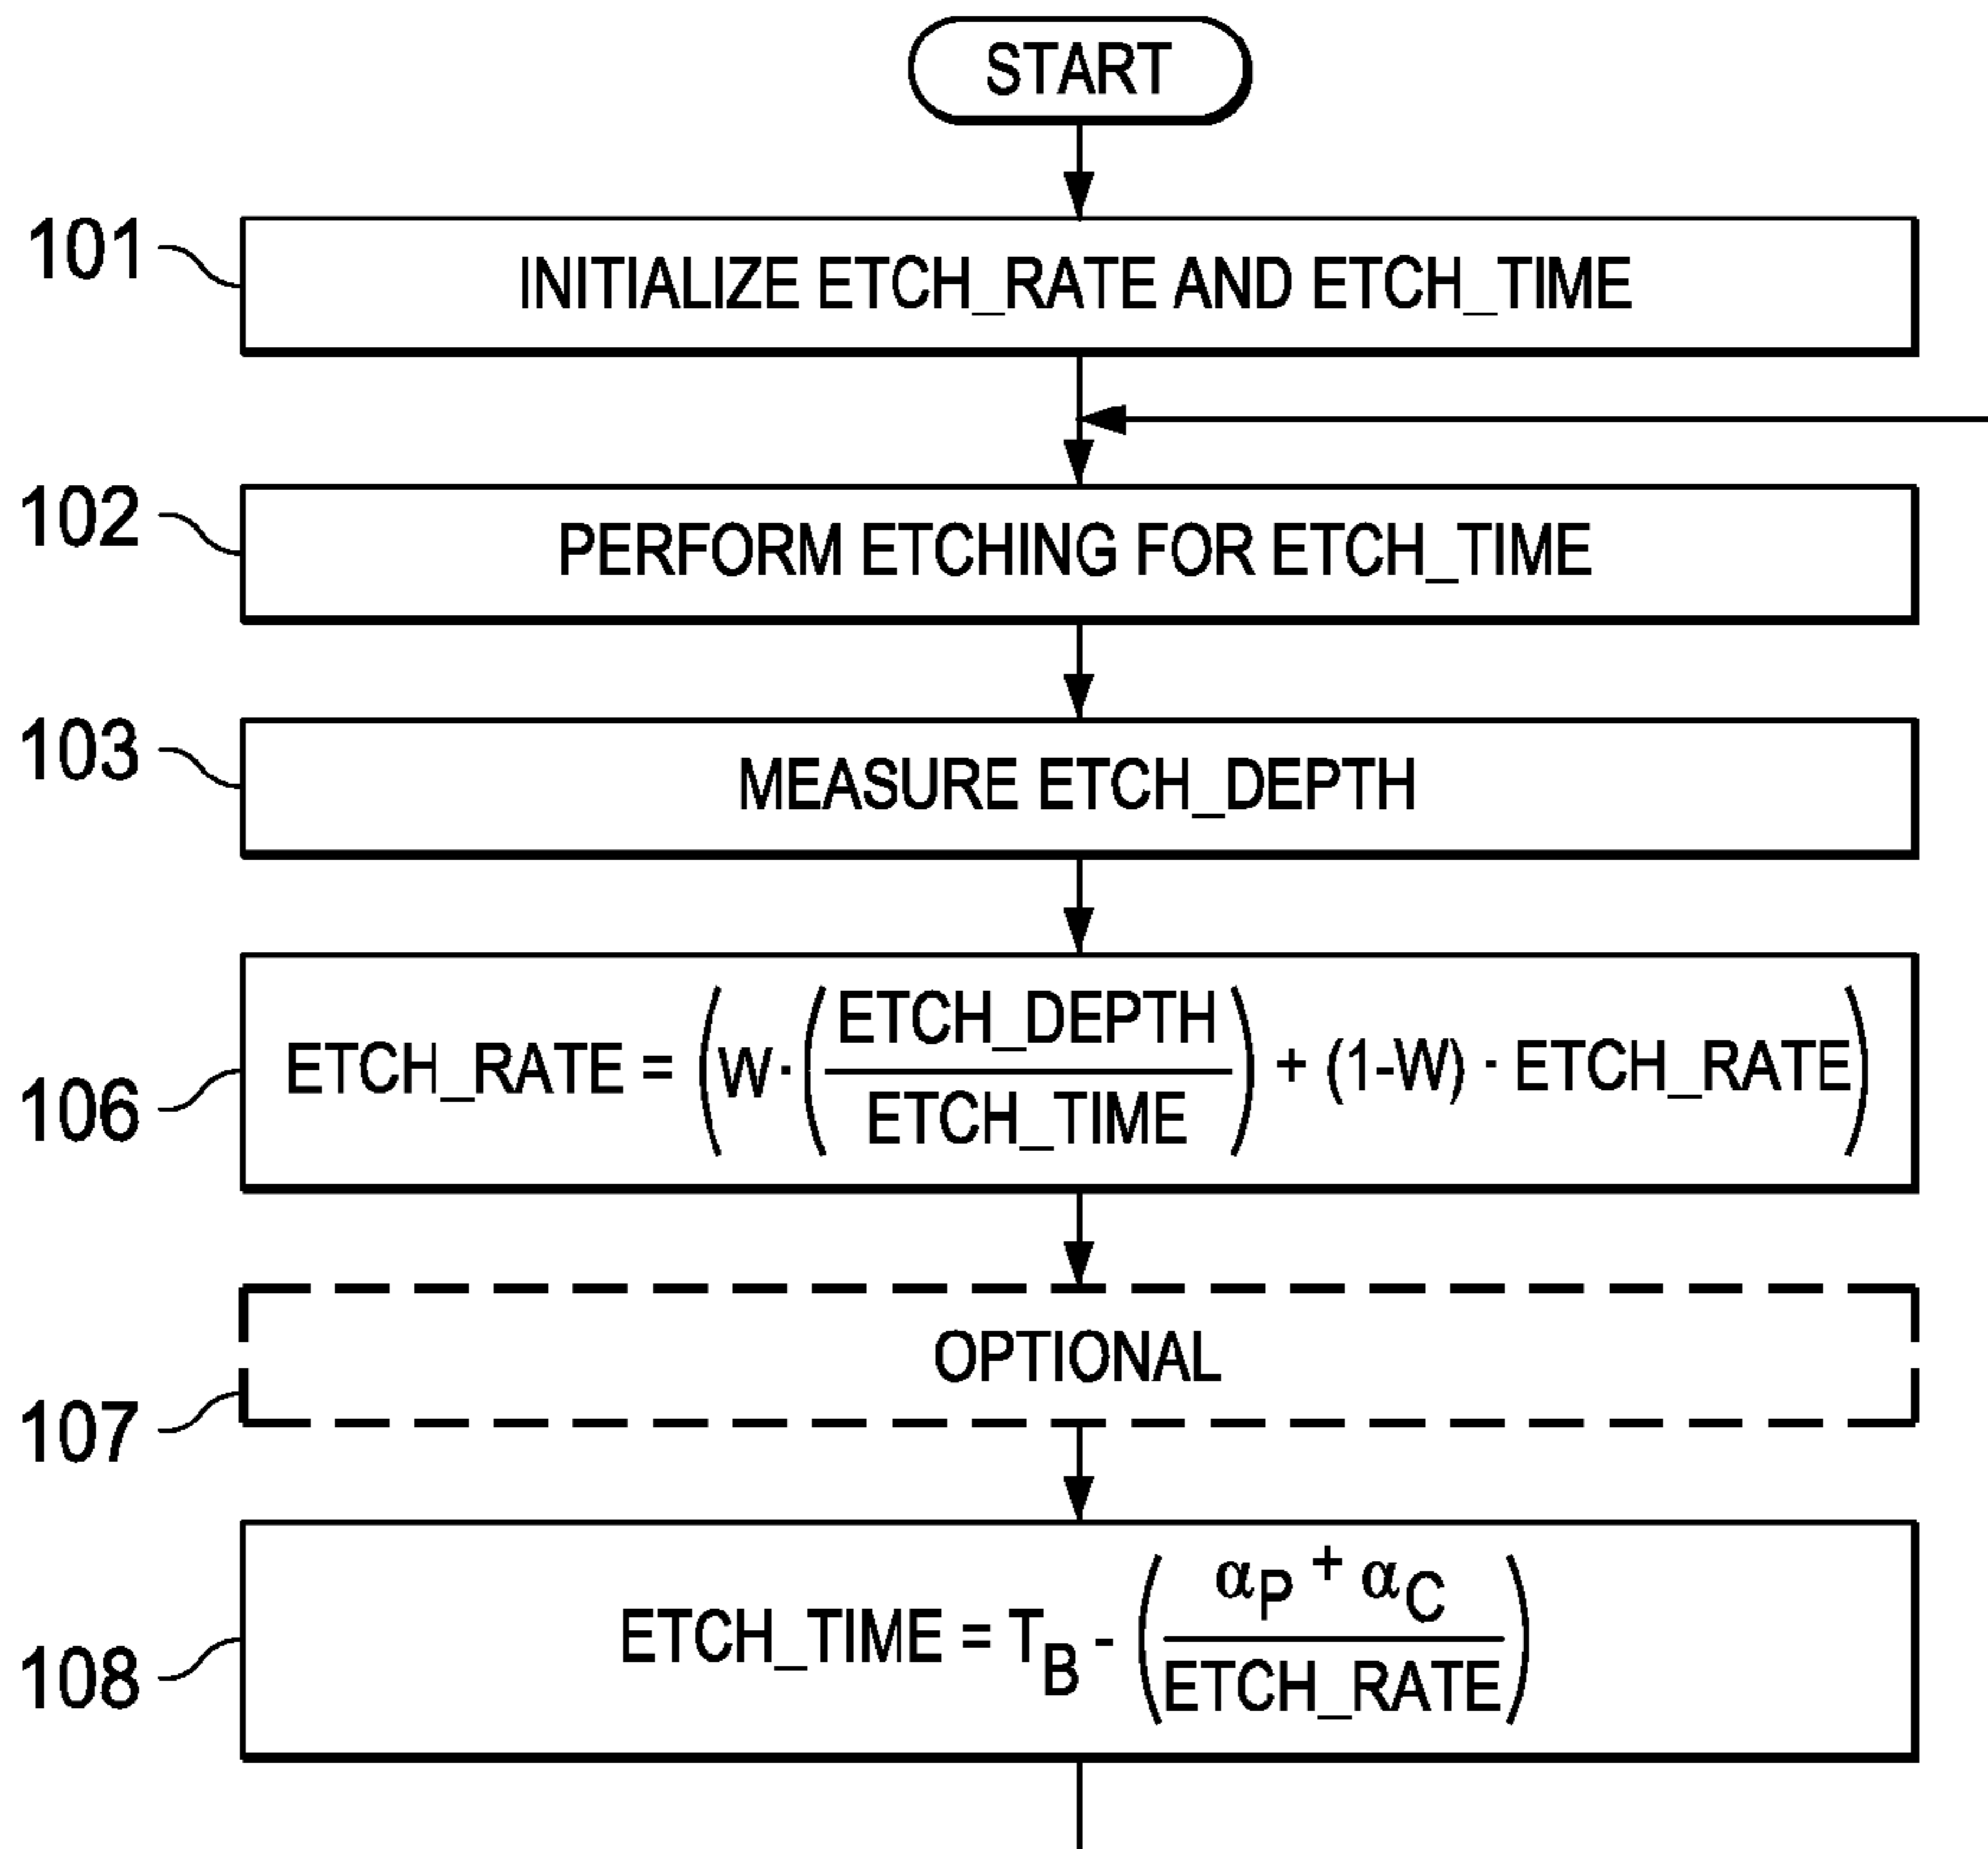 START
101
INITIALIZE ETCH_RATE AND ETCH_TIME
102
PERFORM ETCHING FOR ETCH_TIME
103
MEASURE ETCH_DEPTH
106
ETCH_RATE = (W · (ETCH_DEPTH / ETCH_TIME) + (1-W) · ETCH_RATE)
107
OPTIONAL
108
ETCH_TIME = T_B - (α_P + α_C / ETCH_RATE)